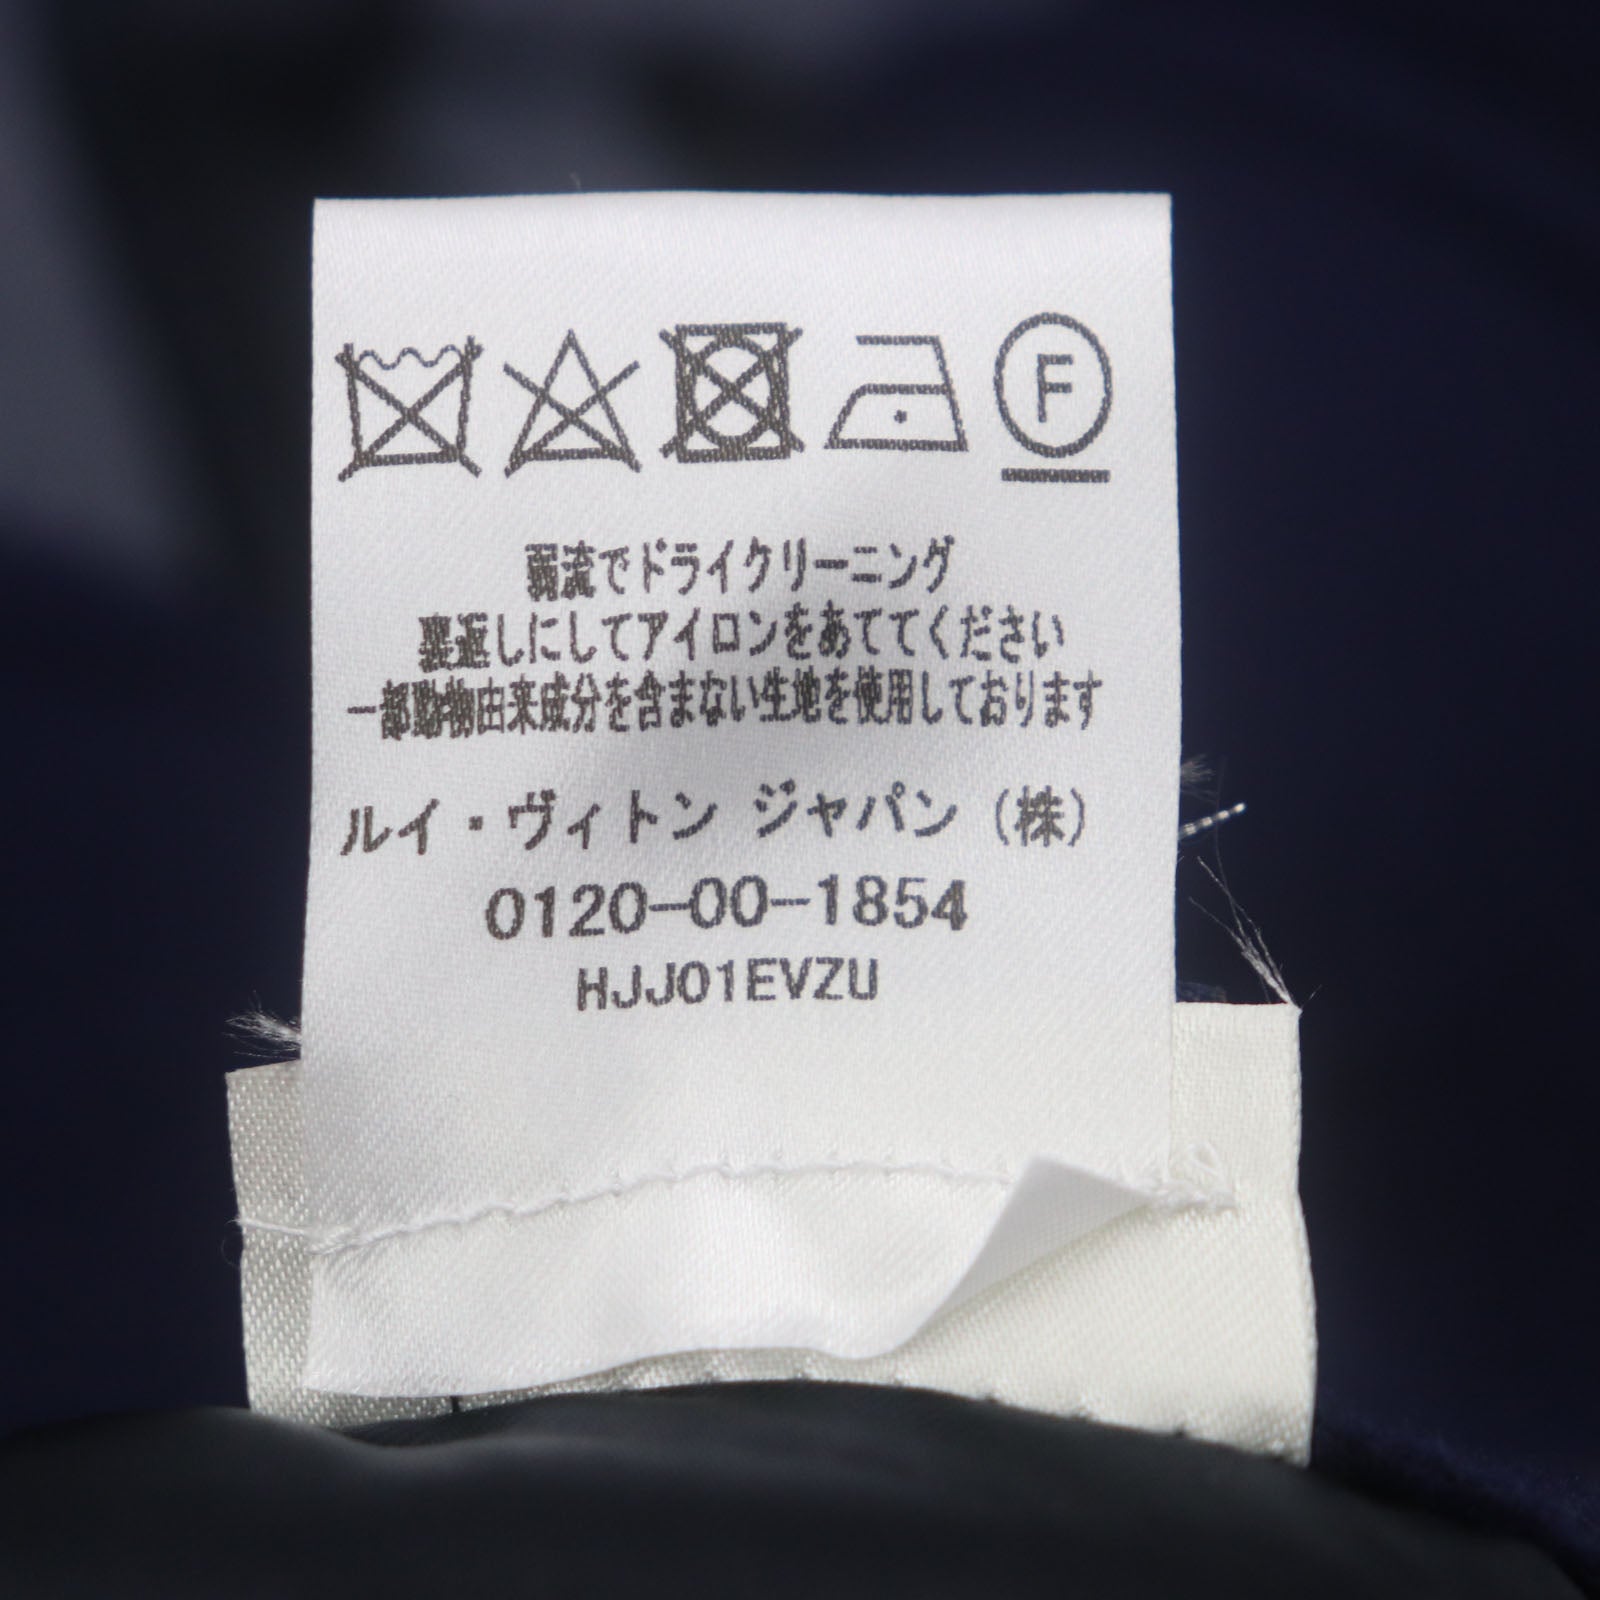 F
弱流でドライクリーニング
裏返しにしてアイロンをあててください
一部動物由来成分を含まない生地を使用しております
ルイ・ヴィトン ジャパン (株)
0120-00-1854
HJJ01EVZU